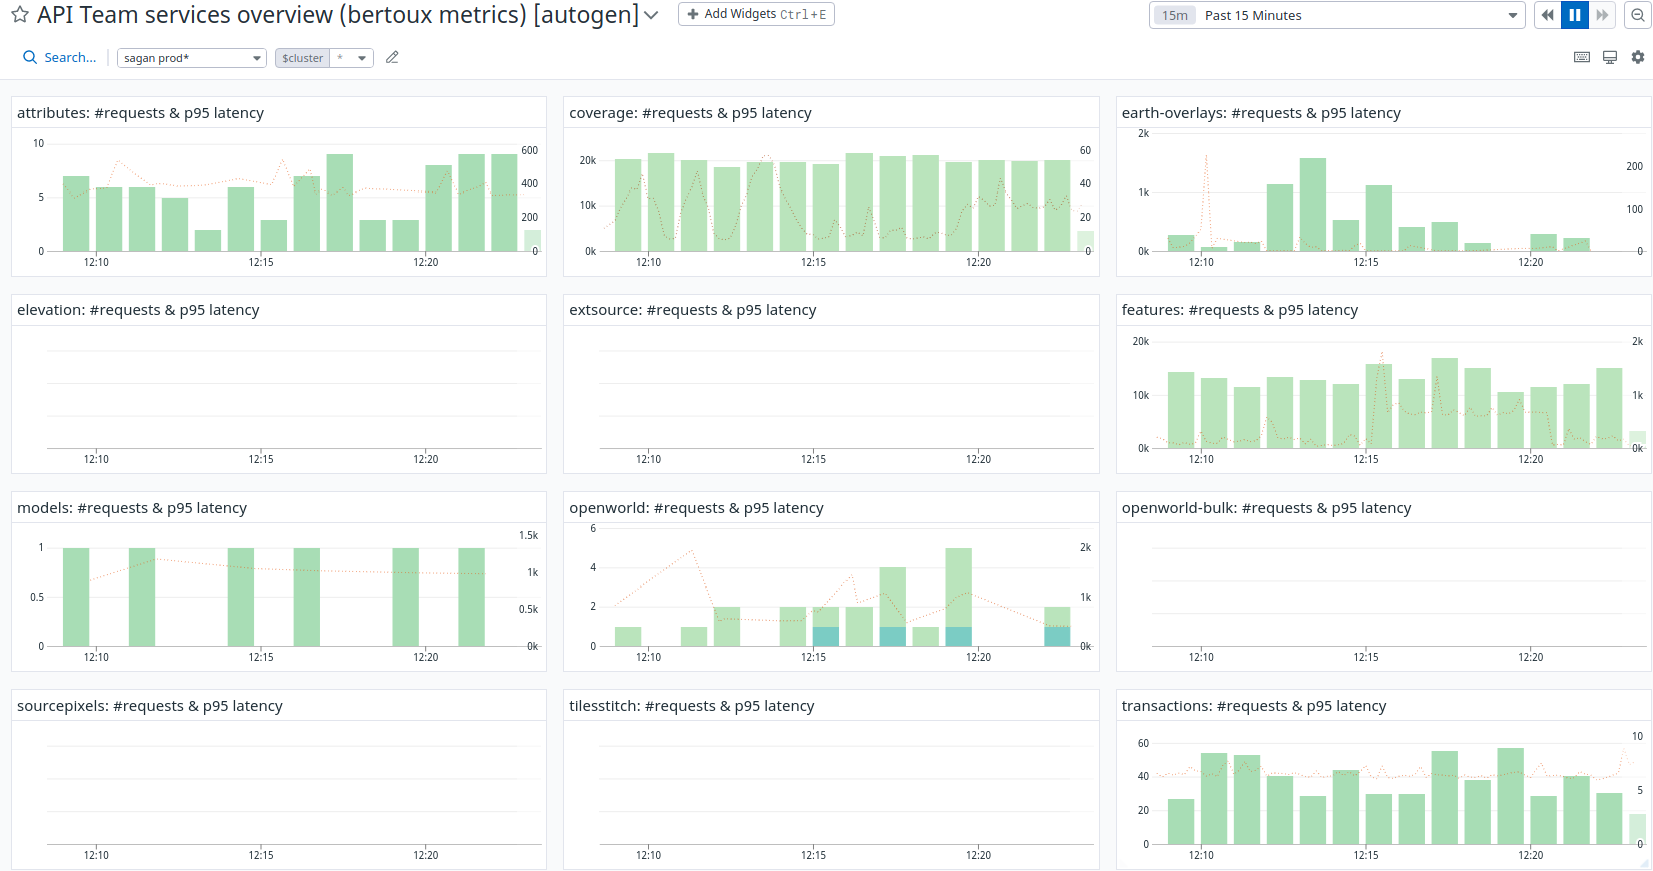 API Team services overview (bertoux metrics) [autogen]
Add Widgets Ctrl+E
15m Past 15 Minutes
Search...
sagan prod*
$cluster *
attributes: #requests & p95 latency
10
5
0
600
400
200
0
12:10 12:15 12:20
coverage: #requests & p95 latency
20k
10k
0k
60
40
20
0
12:10 12:15 12:20
earth-overlays: #requests & p95 latency
2k
1k
0k
200
100
0
12:10 12:15 12:20
elevation: #requests & p95 latency
12:10 12:15 12:20
extsource: #requests & p95 latency
12:10 12:15 12:20
features: #requests & p95 latency
20k
10k
0k
2k
1k
0k
12:10 12:15 12:20
models: #requests & p95 latency
1
0.5
0
1.5k
1k
0.5k
0k
12:10 12:15 12:20
openworld: #requests & p95 latency
6
4
2
0
2k
1k
0k
12:10 12:15 12:20
openworld-bulk: #requests & p95 latency
12:10 12:15 12:20
sourcepixels: #requests & p95 latency
12:10 12:15 12:20
tilesstitch: #requests & p95 latency
12:10 12:15 12:20
transactions: #requests & p95 latency
60
40
20
0
10
5
0
12:10 12:15 12:20